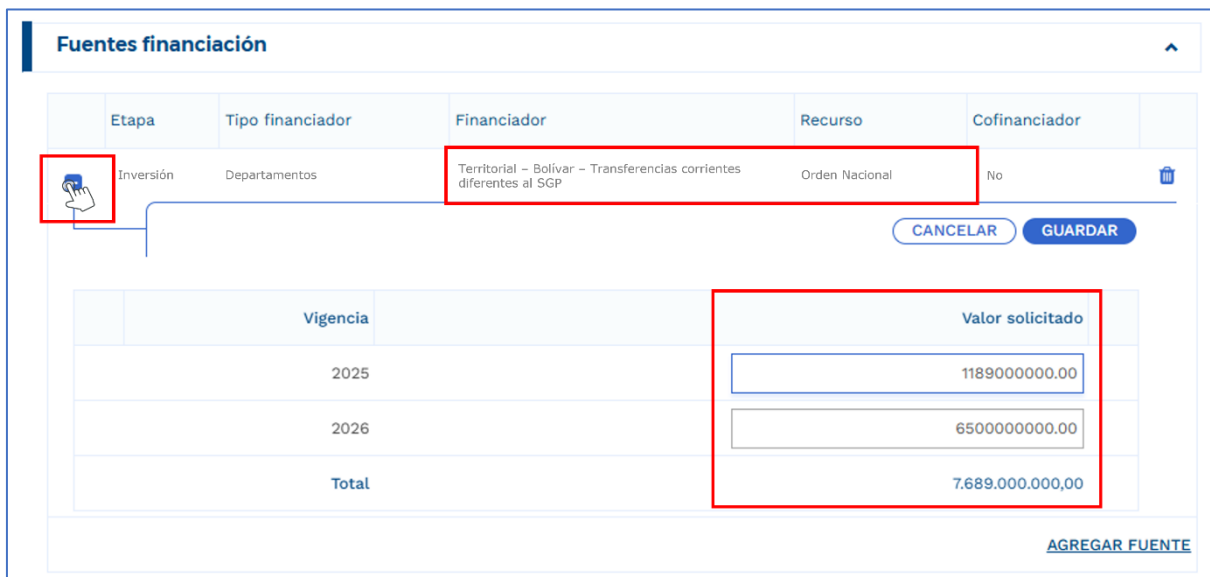 Fuentes financiación
Etapa Tipo financiador Financiador Recurso Cofinanciador
Inversión Departamentos Territorial – Bolívar – Transferencias corrientes diferentes al SGP Orden Nacional No
CANCELAR GUARDAR
Vigencia Valor solicitado
2025 1189000000.00
2026 6500000000.00
Total 7.689.000.000,00
AGREGAR FUENTE